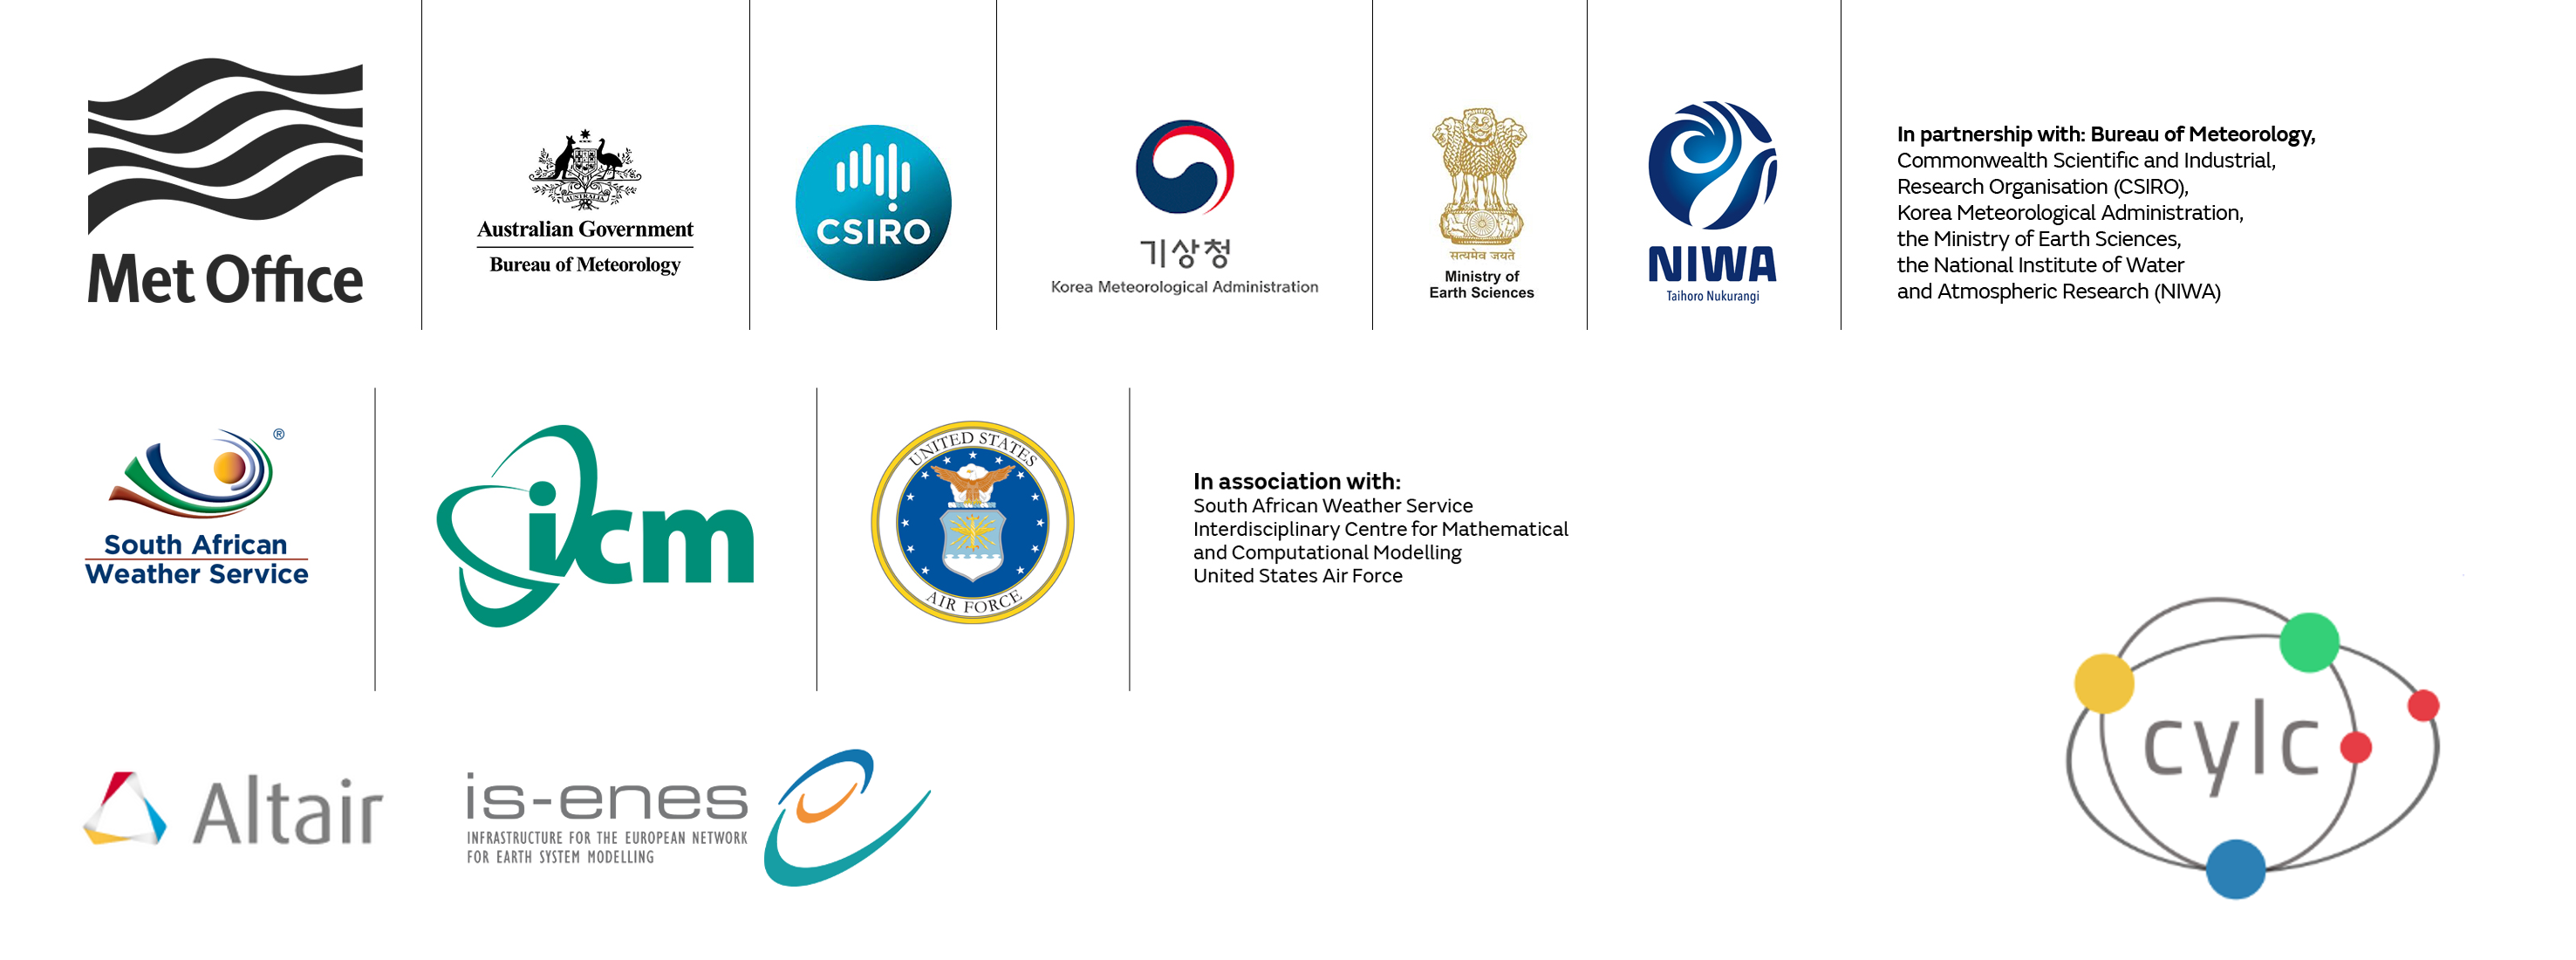 Met Office
AUSTRALIA
Australian Government
Bureau of Meteorology
CSIRO
기상청
Korea Meteorological Administration
सत्यमेव जयते
Ministry of
Earth Sciences
NIWA
Taihoro Nukurangi
In partnership with: Bureau of Meteorology,
Commonwealth Scientific and Industrial,
Research Organisation (CSIRO),
Korea Meteorological Administration,
the Ministry of Earth Sciences,
the National Institute of Water
and Atmospheric Research (NIWA)
®
South African
Weather Service
icm
UNITED STATES
AIR FORCE
In association with:
South African Weather Service
Interdisciplinary Centre for Mathematical
and Computational Modelling
United States Air Force
Altair
is-enes
INFRASTRUCTURE FOR THE EUROPEAN NETWORK
FOR EARTH SYSTEM MODELLING
cylc